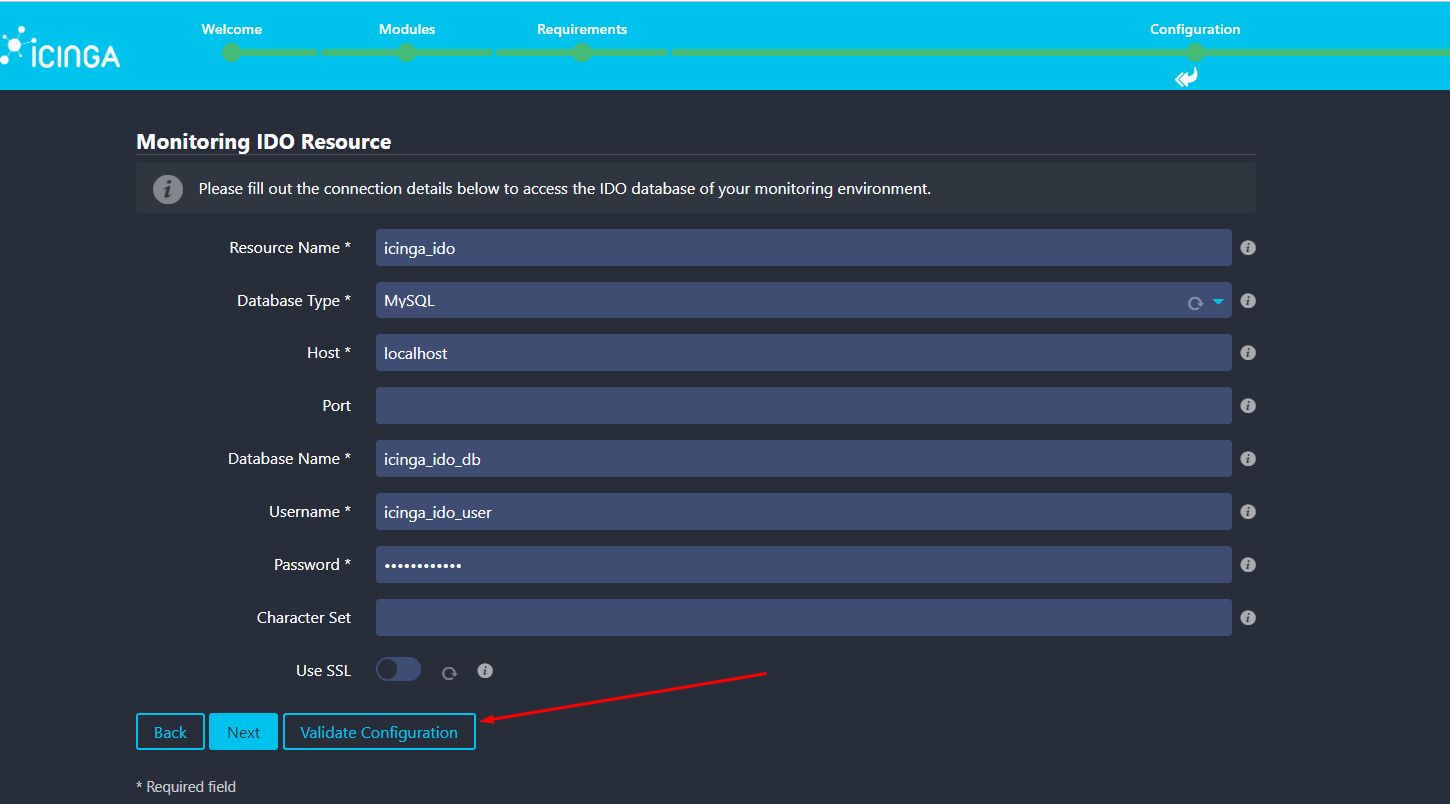 Welcome Modules Requirements Configuration
ICINGA
Monitoring IDO Resource
i Please fill out the connection details below to access the IDO database of your monitoring environment.
Resource Name * icinga_ido i
Database Type * MySQL i
Host * localhost i
Port i
Database Name * icinga_ido_db i
Username * icinga_ido_user i
Password * •••••••••••• i
Character Set i
Use SSL i
Back Next Validate Configuration
* Required field